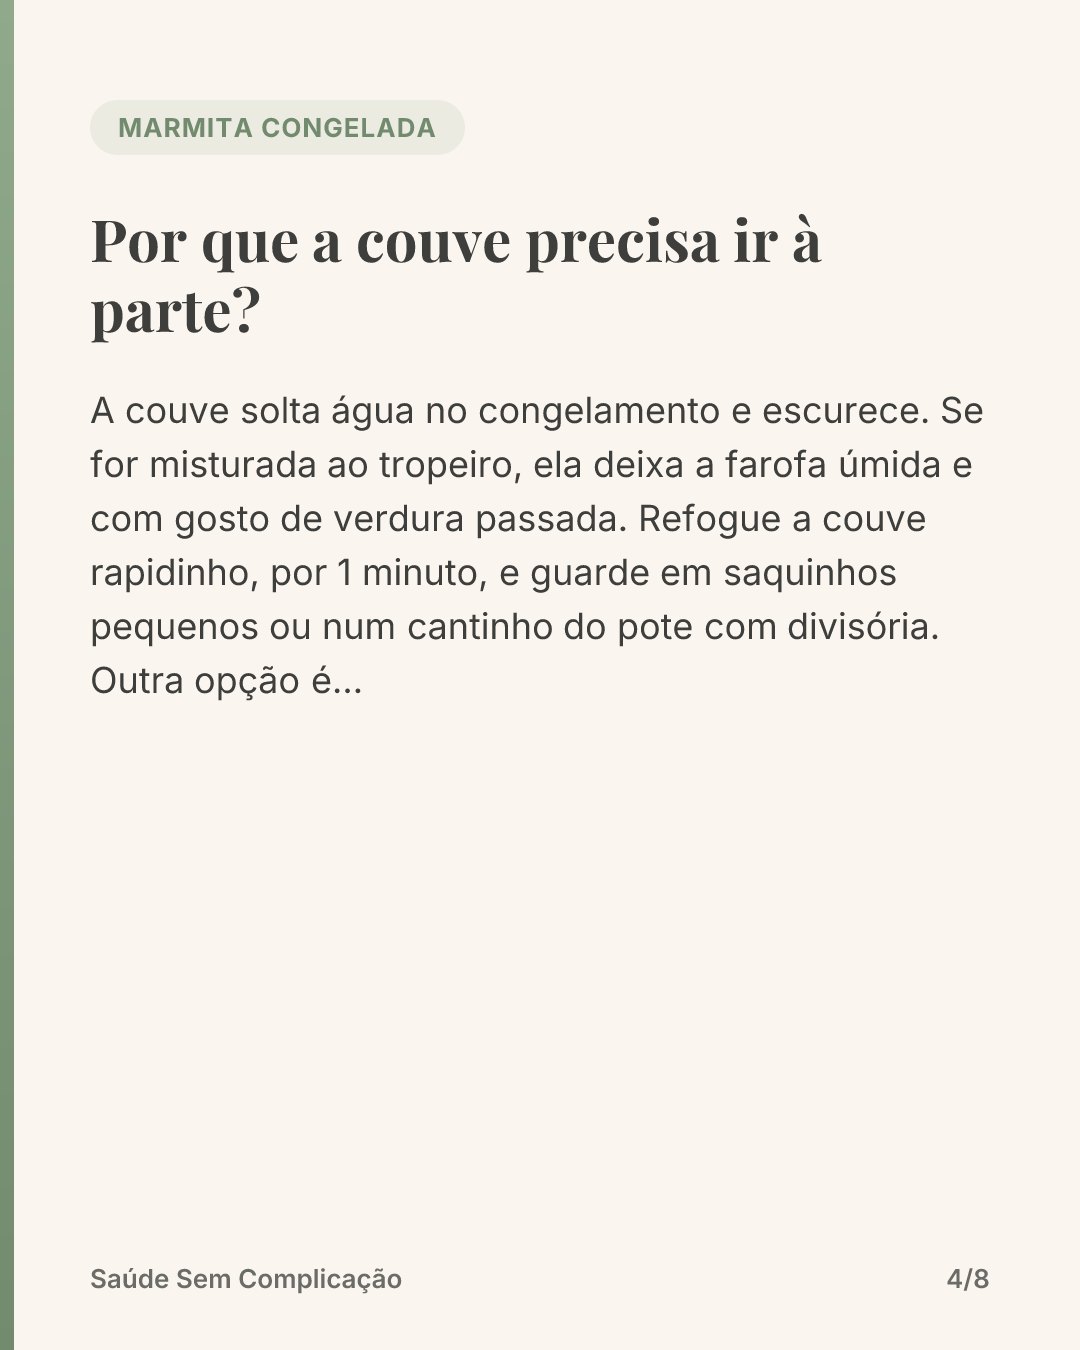 MARMITA CONGELADA
Por que a couve precisa ir à
parte?
A couve solta água no congelamento e escurece. Se
for misturada ao tropeiro, ela deixa a farofa úmida e
com gosto de verdura passada. Refogue a couve
rapidinho, por 1 minuto, e guarde em saquinhos
pequenos ou num cantinho do pote com divisória.
Outra opção é...
Saúde Sem Complicação
4/8